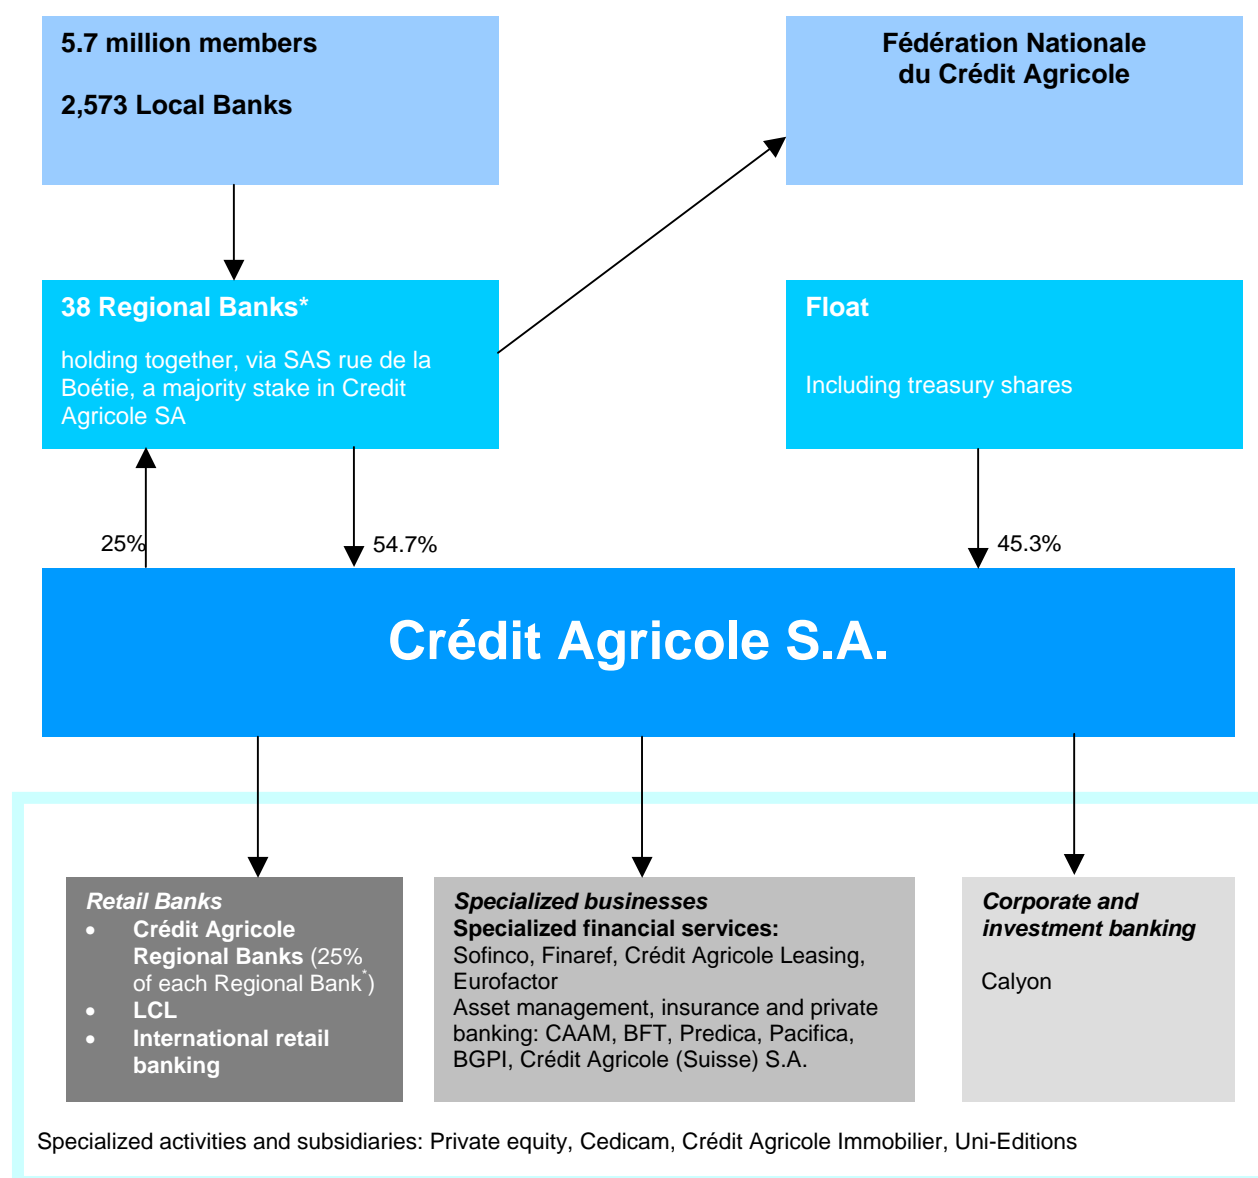 5.7 million members
2,573 Local Banks
Fédération Nationale
du Crédit Agricole
38 Regional Banks*
holding together, via SAS rue de la
Boétie, a majority stake in Credit
Agricole SA
Float
Including treasury shares
25%
54.7%
45.3%
Crédit Agricole S.A.
Retail Banks
• Crédit Agricole
Regional Banks (25%
of each Regional Bank*)
• LCL
• International retail
banking
Specialized businesses
Specialized financial services:
Sofinco, Finaref, Crédit Agricole Leasing,
Eurofactor
Asset management, insurance and private
banking: CAAM, BFT, Predica, Pacifica,
BGPI, Crédit Agricole (Suisse) S.A.
Corporate and
investment banking
Calyon
Specialized activities and subsidiaries: Private equity, Cedicam, Crédit Agricole Immobilier, Uni-Editions